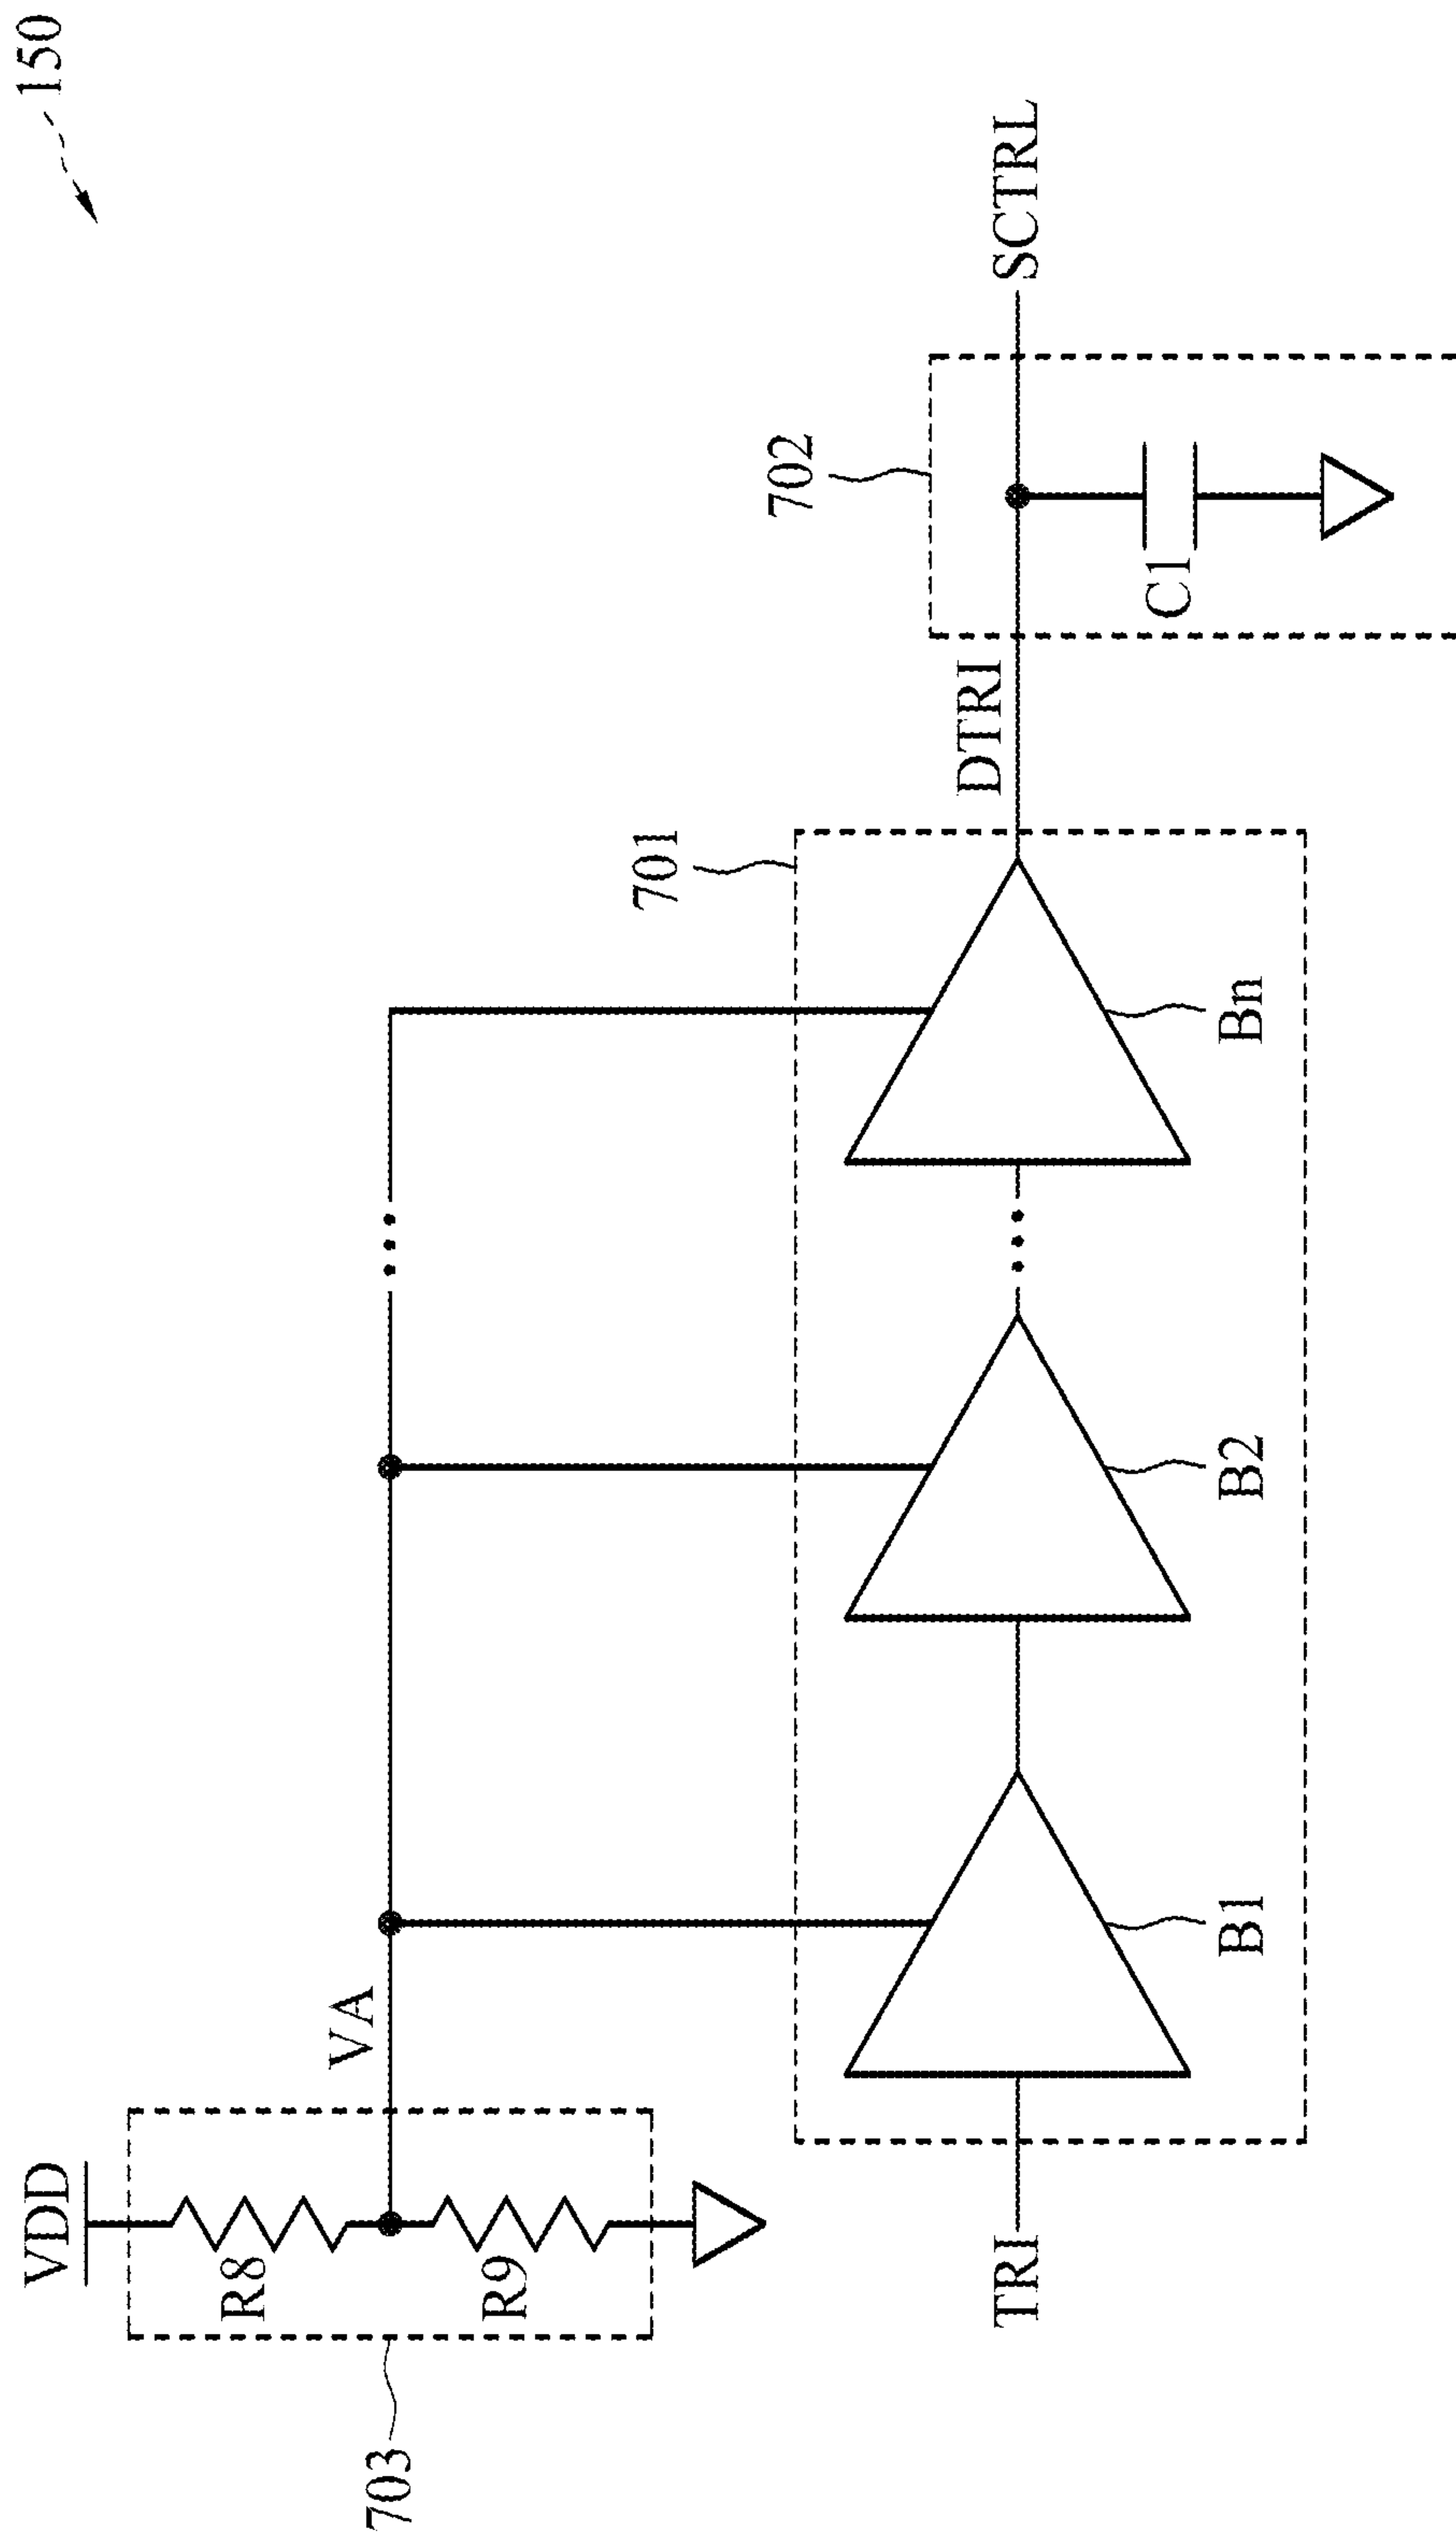 150
VDD
R8
703
R9
VA
701
702
TRI
DTRI
SCTRL
C1
B1
B2
Bn